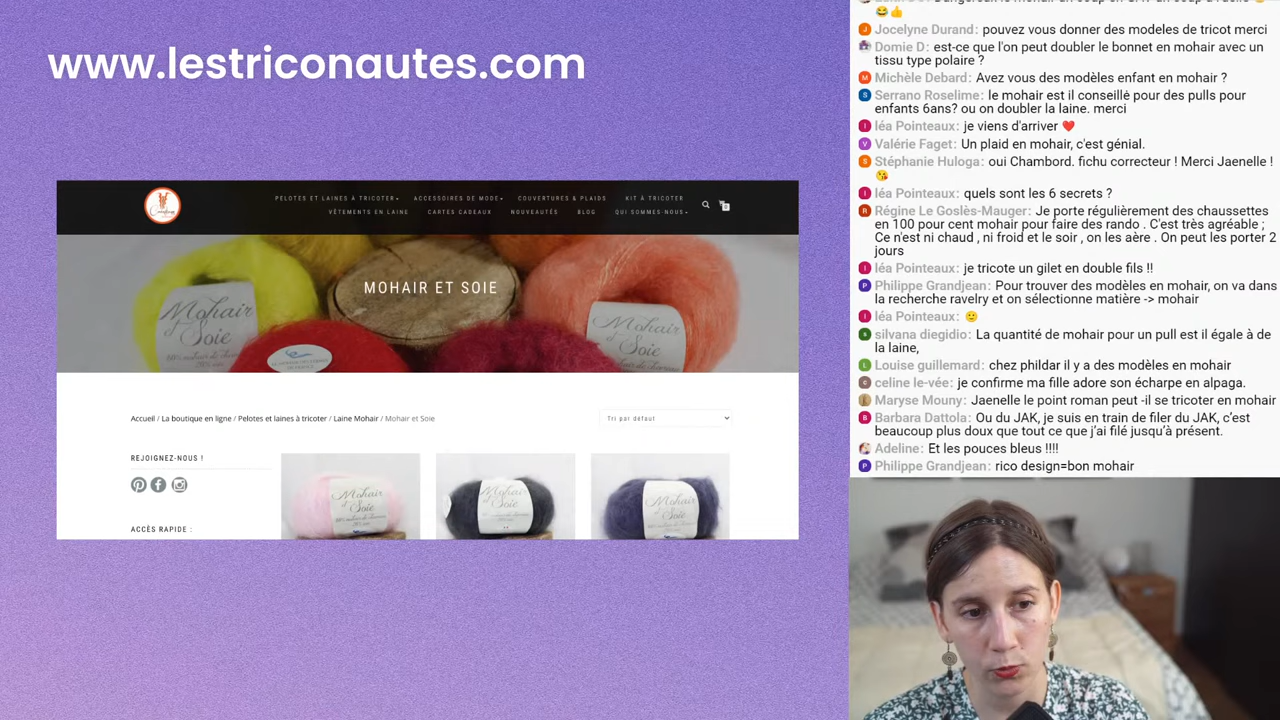 www.lestriconautes.com
PELOTES ET LAINES À TRICOTER
ACCESSOIRES DE MODE
COUVERTURES & PLAIDS
KIT À TRICOTER
VÊTEMENTS EN LAINE
CARTES CADEAUX
NOUVEAUTÉS
BLOG
QUI SOMMES-NOUS
0
MOHAIR ET SOIE
Mohair et Soie
Mohair et Soie
Accueil / La boutique en ligne / Pelotes et laines à tricoter / Laine Mohair / Mohair et Soie
Tri par défaut
REJOIGNEZ-NOUS !
ACCÈS RAPIDE :
Mohair et Soie
Mohair et Soie
Mohair et Soie
😂👍
Jocelyne Durand: pouvez vous donner des modeles de tricot merci
Domie D: est-ce que l'on peut doubler le bonnet en mohair avec un
tissu type polaire ?
Michèle Debard: Avez vous des modèles enfant en mohair ?
Serrano Roselime: le mohair est il conseillé pour des pulls pour
enfants 6ans? ou on doubler la laine. merci
léa Pointeaux: je viens d'arriver ❤️
Valérie Faget: Un plaid en mohair, c'est génial.
Stéphanie Huloga: oui Chambord. fichu correcteur ! Merci Jaenelle !
😘
léa Pointeaux: quels sont les 6 secrets ?
Régine Le Goslès-Mauger: Je porte régulièrement des chaussettes
en 100 pour cent mohair pour faire des rando . C'est très agréable ;
Ce n'est ni chaud , ni froid et le soir , on les aère . On peut les porter 2
jours
léa Pointeaux: je tricote un gilet en double fils !!
Philippe Grandjean: Pour trouver des modèles en mohair, on va dans
la recherche ravelry et on sélectionne matière -> mohair
léa Pointeaux: 🙂
silvana diegidio: La quantité de mohair pour un pull est il égale à de
la laine,
Louise guillemard: chez phildar il y a des modèles en mohair
celine le-vée: je confirme ma fille adore son écharpe en alpaga.
Maryse Mouny: Jaenelle le point roman peut -il se tricoter en mohair
Barbara Dattola: Ou du JAK, je suis en train de filer du JAK, c'est
beaucoup plus doux que tout ce que j'ai filé jusqu'à présent.
Adeline: Et les pouces bleus !!!!
Philippe Grandjean: rico design=bon mohair